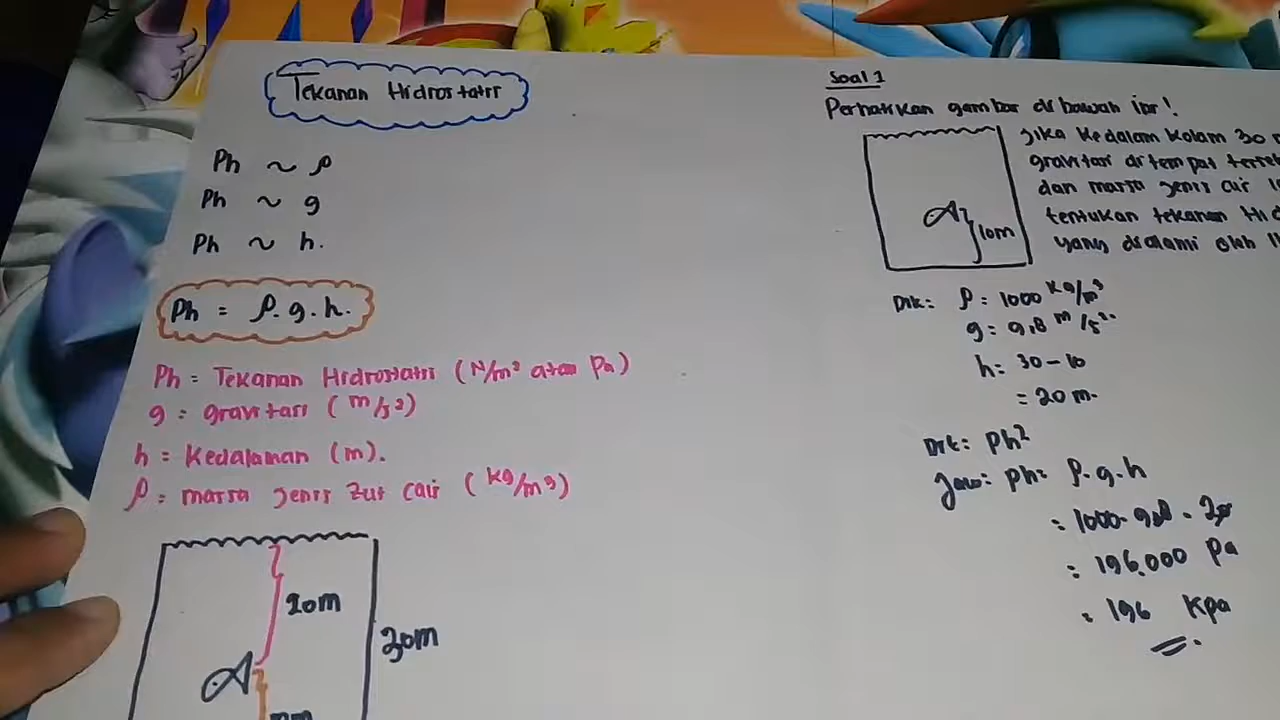 Tekanan Hidrostatis
Ph ~ ρ
Ph ~ g
Ph ~ h.
Ph = ρ.g.h.
Ph = Tekanan Hidrostatis (N/m² atau Pa)
g = gravitasi (m/s²)
h = Kedalaman (m).
ρ = massa jenis zat cair (kg/m³)
20m
30m
A
Soal 1
Perhatikan gambar di bawah ini!
A
10m
Jika kedalam kolam 30
gravitasi di tempat
dan massa jenis air
tentukan tekanan
yang dialami oleh
Dik: ρ = 1000 kg/m³
g = 9,8 m/s².
h = 30-10
= 20 m.
Dit: Ph?
Jaw: Ph = ρ.g.h
= 1000. 9,8 . 20
= 196.000 Pa
= 196 Kpa